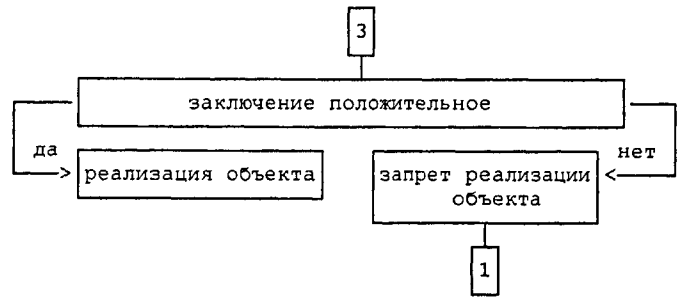 3
заключение положительное
да
нет
реализация объекта
запрет реализации
объекта
1